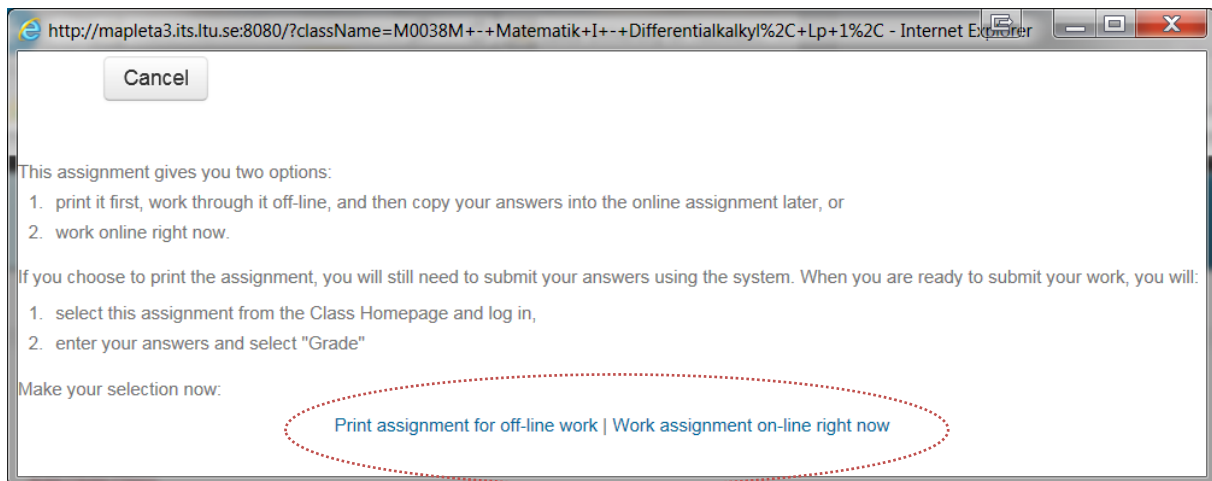 http://mapleta3.its.ltu.se:8080/?className=M0038M+-+Matematik+I+-+Differentialkalkyl%2C+Lp+1%2C - Internet Explorer
Cancel
This assignment gives you two options:
1. print it first, work through it off-line, and then copy your answers into the online assignment later, or
2. work online right now.
If you choose to print the assignment, you will still need to submit your answers using the system. When you are ready to submit your work, you will:
1. select this assignment from the Class Homepage and log in,
2. enter your answers and select "Grade"
Make your selection now:
Print assignment for off-line work | Work assignment on-line right now